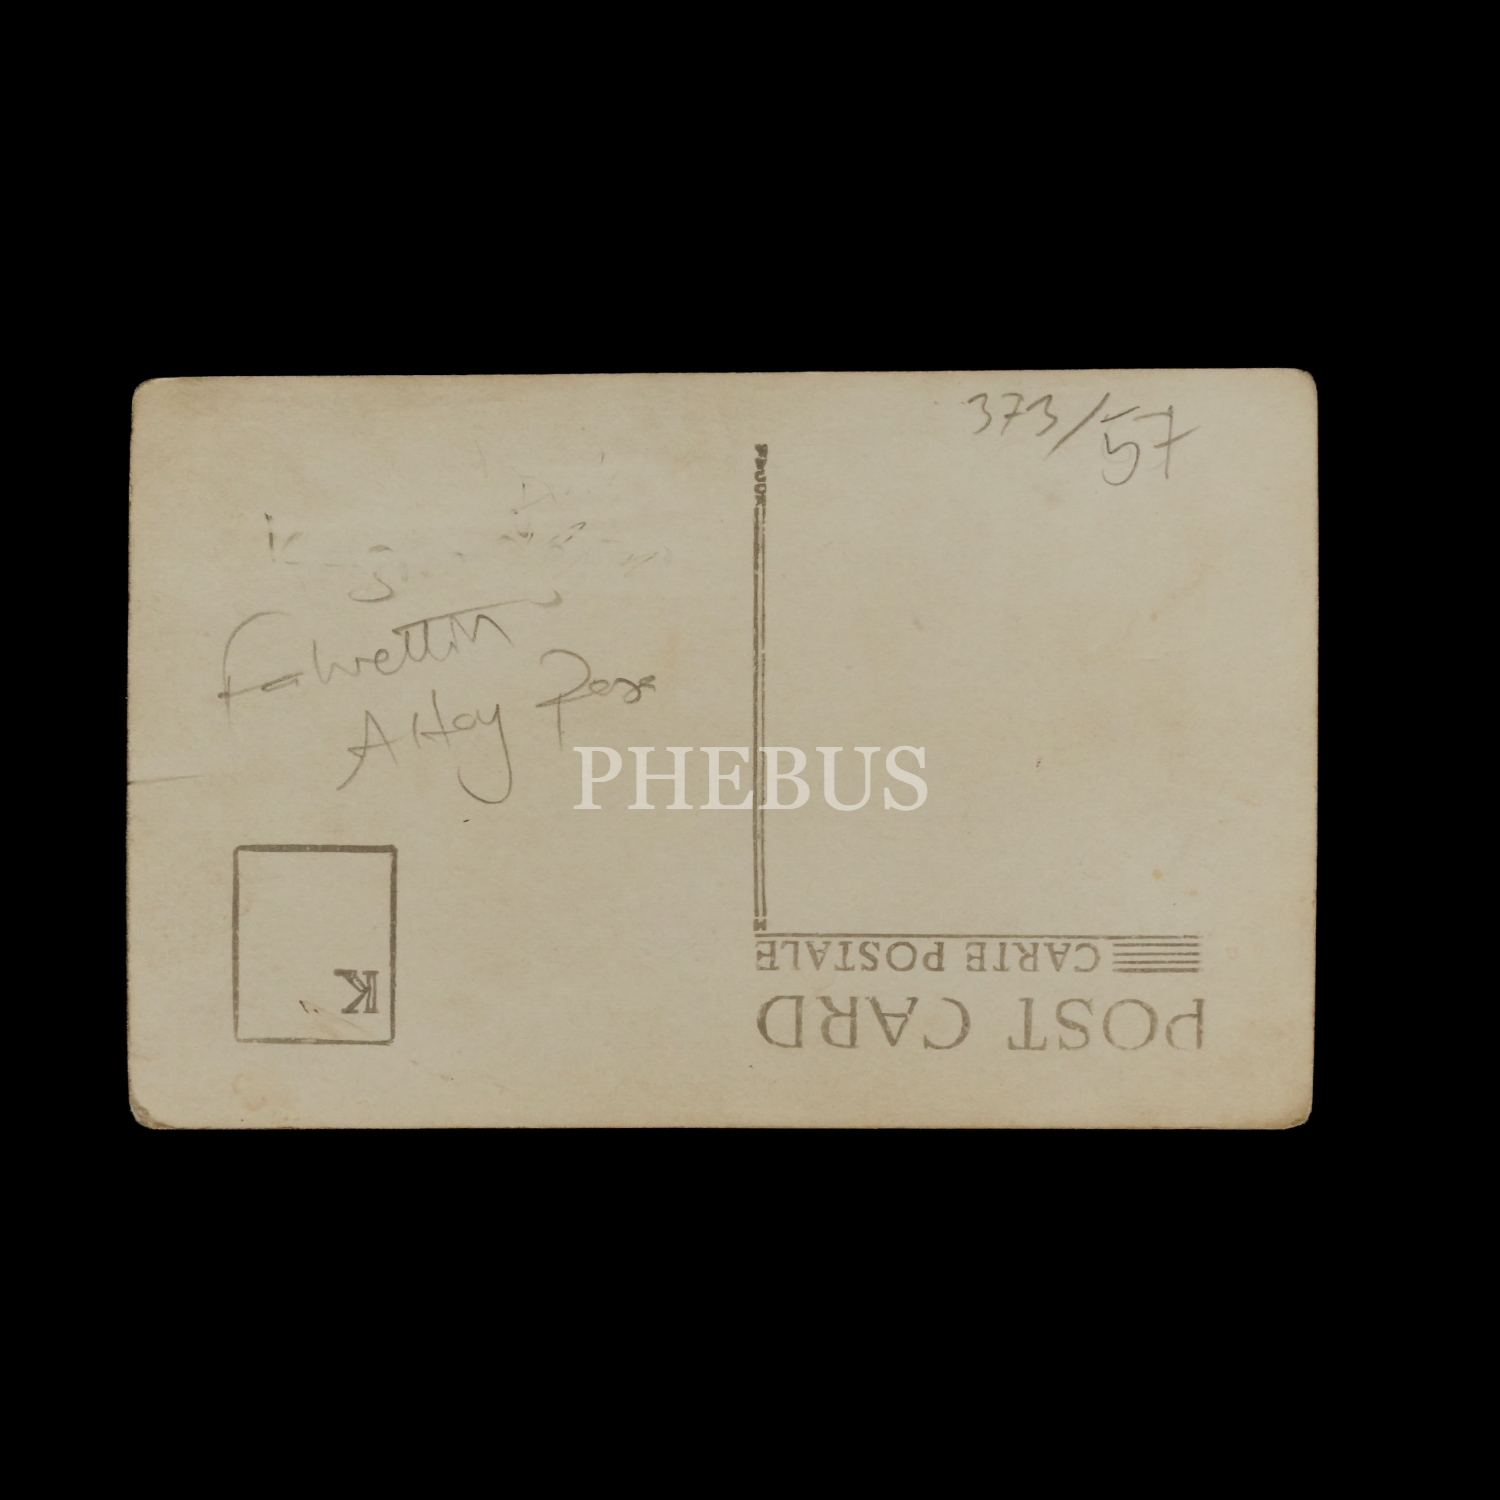 373/57
Fahrettin
Altay Paşa
PHEBUS
CARTE POSTALE
POST CARD
K